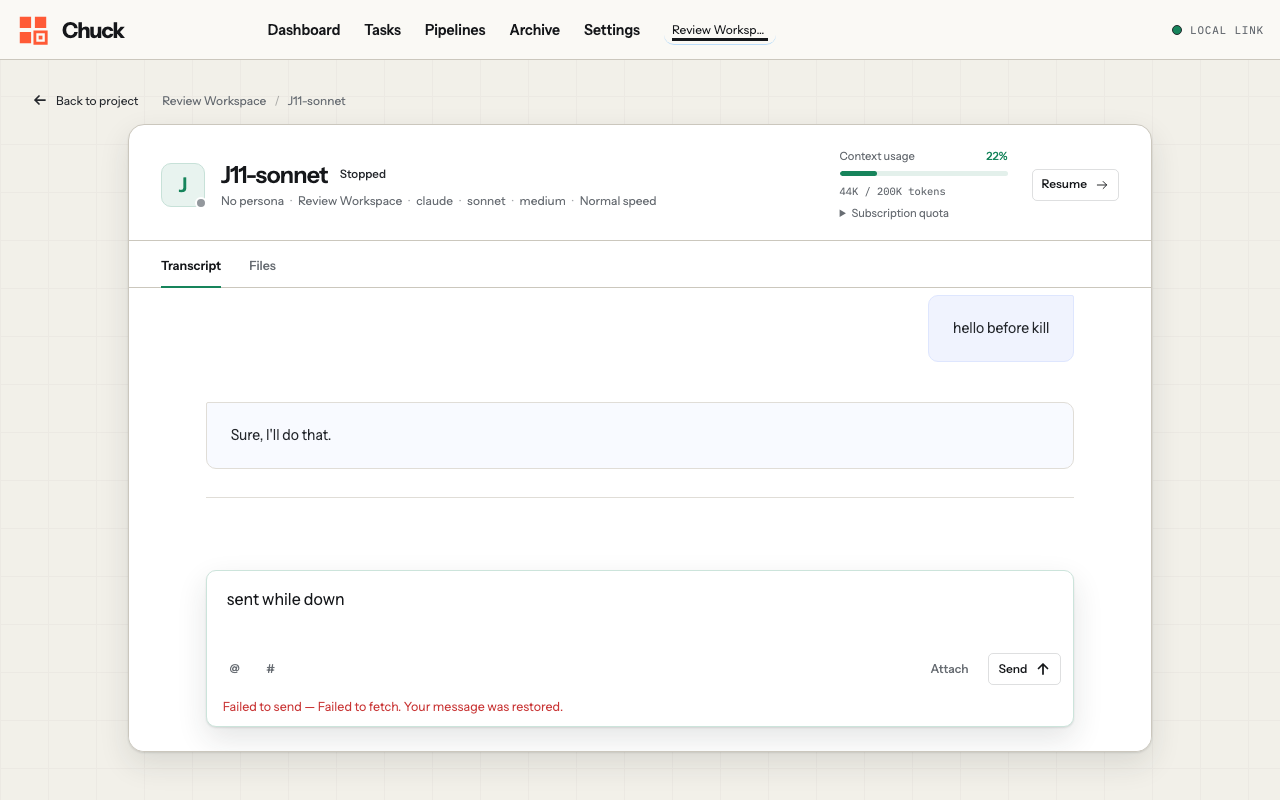 Chuck
Dashboard Tasks Pipelines Archive Settings Review Worksp... LOCAL LINK
← Back to project Review Workspace / J11-sonnet
J
J11-sonnet Stopped
No persona · Review Workspace · claude · sonnet · medium · Normal speed
Context usage 22%
44K / 200K tokens
▶ Subscription quota
Resume →
Transcript Files
hello before kill
Sure, I'll do that.
sent while down
@ # Attach Send ↑
Failed to send — Failed to fetch. Your message was restored.